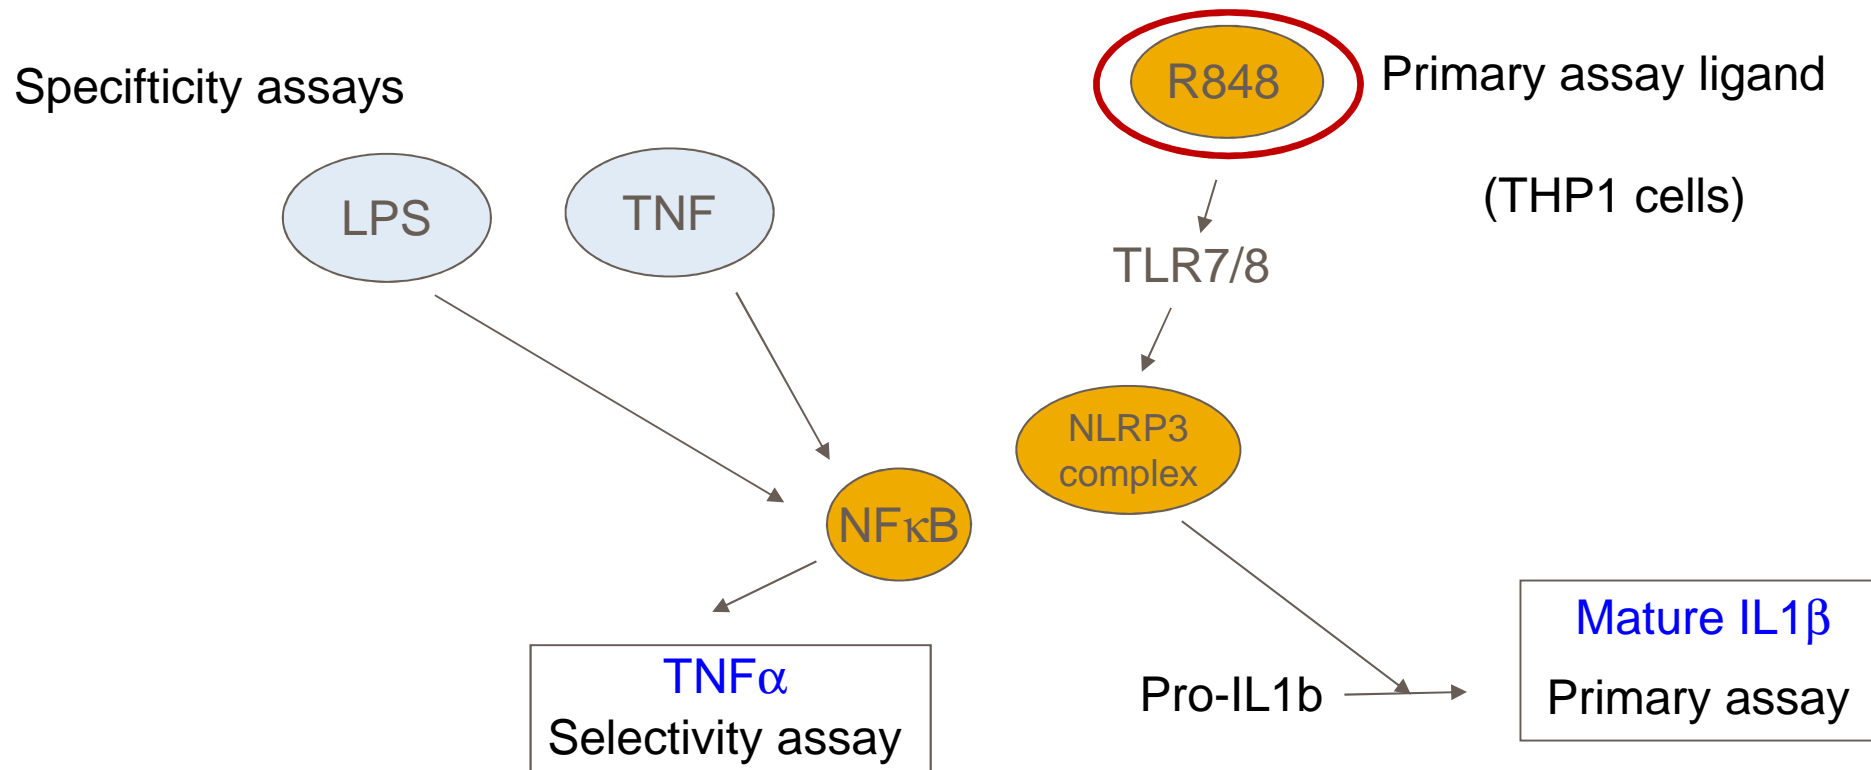 Specifticity assays
R848
Primary assay ligand
LPS
TNF
(THP1 cells)
TLR7/8
NLRP3
complex
NFκB
TNFα
Selectivity assay
Pro-IL1b
Mature IL1β
Primary assay